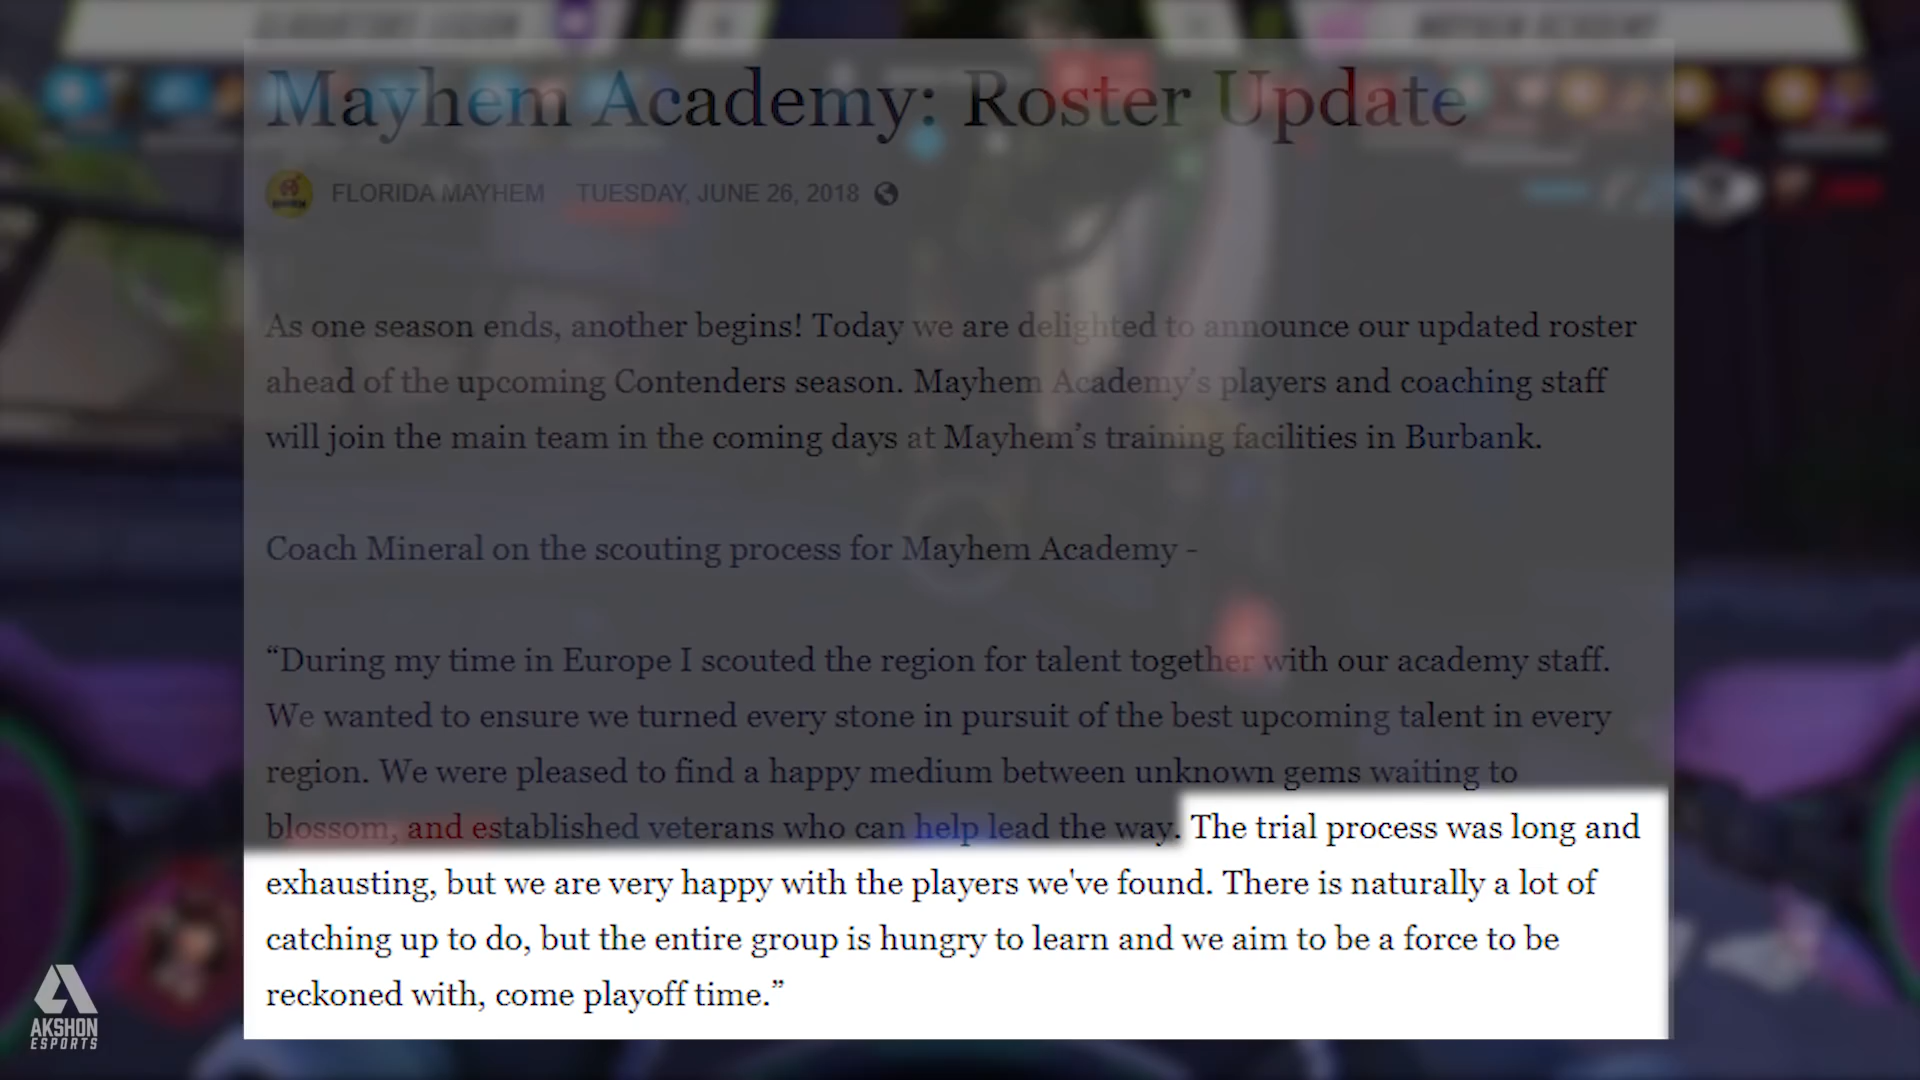 MAYHEM ACADEMY
Mayhem Academy: Roster Update
FLORIDA MAYHEM TUESDAY, JUNE 26, 2018
As one season ends, another begins! Today we are delighted to announce our updated roster
ahead of the upcoming Contenders season. Mayhem Academy’s players and coaching staff
will join the main team in the coming days at Mayhem’s training facilities in Burbank.
Coach Mineral on the scouting process for Mayhem Academy -
“During my time in Europe I scouted the region for talent together with our academy staff.
We wanted to ensure we turned every stone in pursuit of the best upcoming talent in every
region. We were pleased to find a happy medium between unknown gems waiting to
blossom, and established veterans who can help lead the way. The trial process was long and
exhausting, but we are very happy with the players we've found. There is naturally a lot of
catching up to do, but the entire group is hungry to learn and we aim to be a force to be
reckoned with, come playoff time.”
AKSHON
ESPORTS